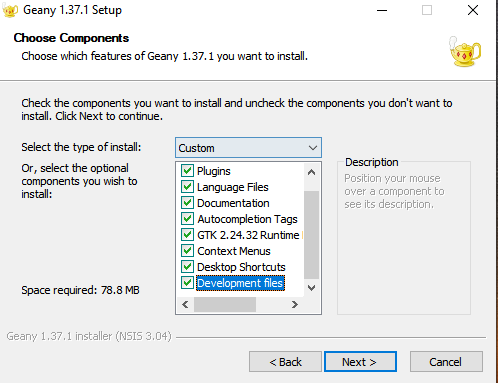 Geany 1.37.1 Setup
Choose Components
Choose which features of Geany 1.37.1 you want to install.
Check the components you want to install and uncheck the components you don't want to
install. Click Next to continue.
Select the type of install:
Custom
Or, select the optional
components you wish to
install:
Plugins
Language Files
Documentation
Autocompletion Tags
GTK 2.24.32 Runtime
Context Menus
Desktop Shortcuts
Development files
Description
Position your mouse
over a component to
see its description.
Space required: 78.8 MB
Geany 1.37.1 installer (NSIS 3.04)
< Back
Next >
Cancel